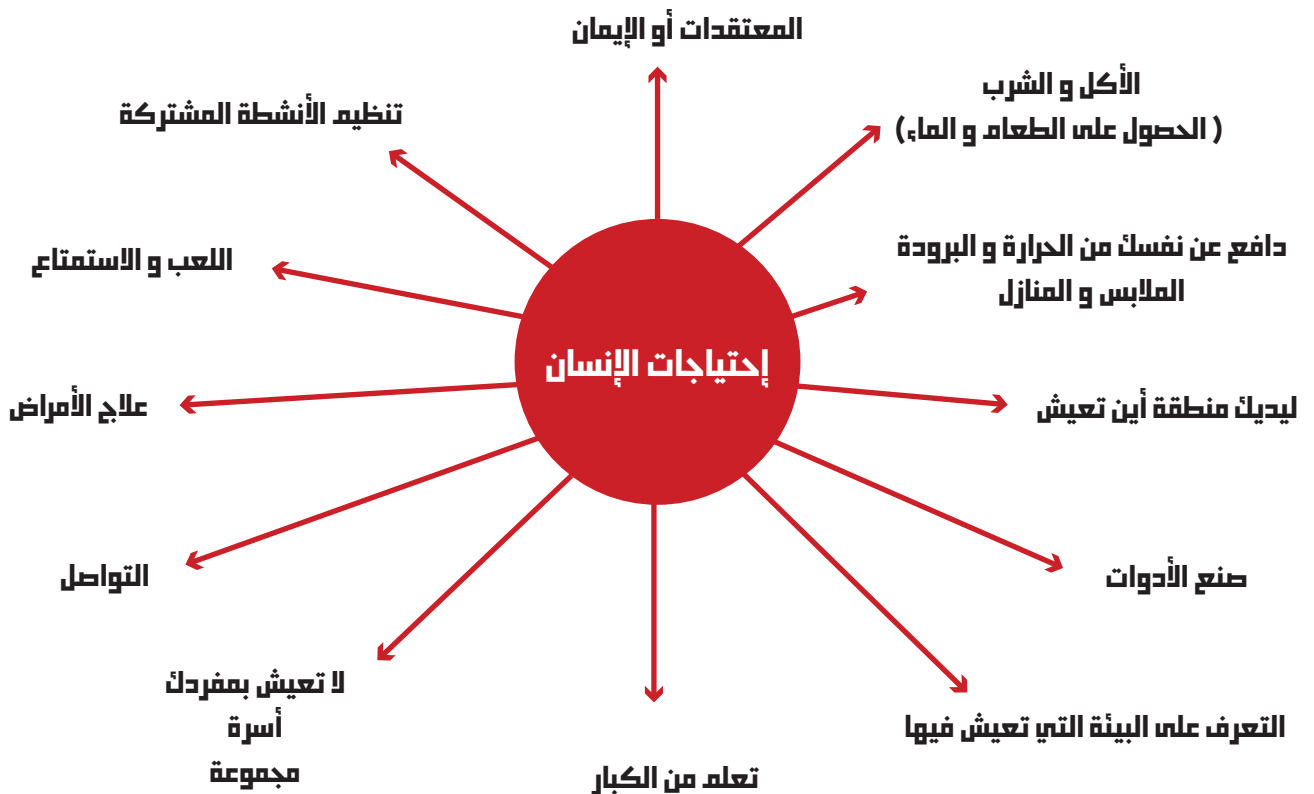 المعتقدات أو الإيمان
الأكل و الشرب
( الحصول على الطعام و الماء)
تنظيم الأنشطة المشتركة
دافع عن نفسك من الحرارة و البرودة
الملابس و المنازل
اللعب و الاستمتاع
إحتياجات الإنسان
ليديك منطقة أين تعيش
علاج الأمراض
صنع الأدوات
التواصل
لا تعيش بمفردك
أسرة
مجموعة
التعرف على البيئة التي تعيش فيها
تعلم من الكبار